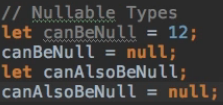 // Nullable Types
let canBeNull = 12;
canBeNull = null;
let canAlsoBeNull;
canAlsoBeNull = null;